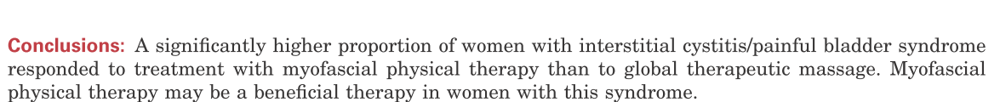 Conclusions: A significantly higher proportion of women with interstitial cystitis/painful bladder syndrome
responded to treatment with myofascial physical therapy than to global therapeutic massage. Myofascial
physical therapy may be a beneficial therapy in women with this syndrome.